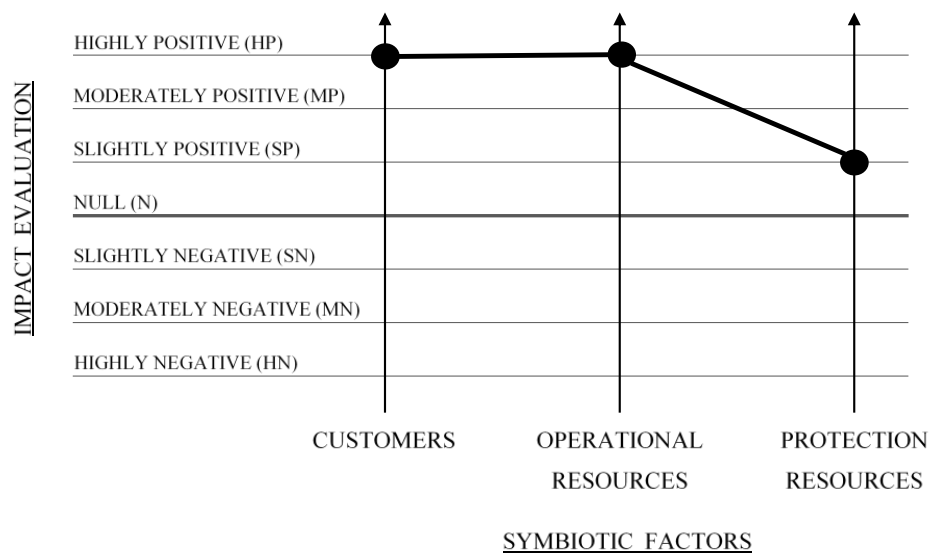 HIGHLY POSITIVE (HP)
MODERATELY POSITIVE (MP)
SLIGHTLY POSITIVE (SP)
NULL (N)
SLIGHTLY NEGATIVE (SN)
MODERATELY NEGATIVE (MN)
HIGHLY NEGATIVE (HN)
IMPACT EVALUATION
CUSTOMERS
OPERATIONAL
RESOURCES
PROTECTION
RESOURCES
SYMBIOTIC FACTORS